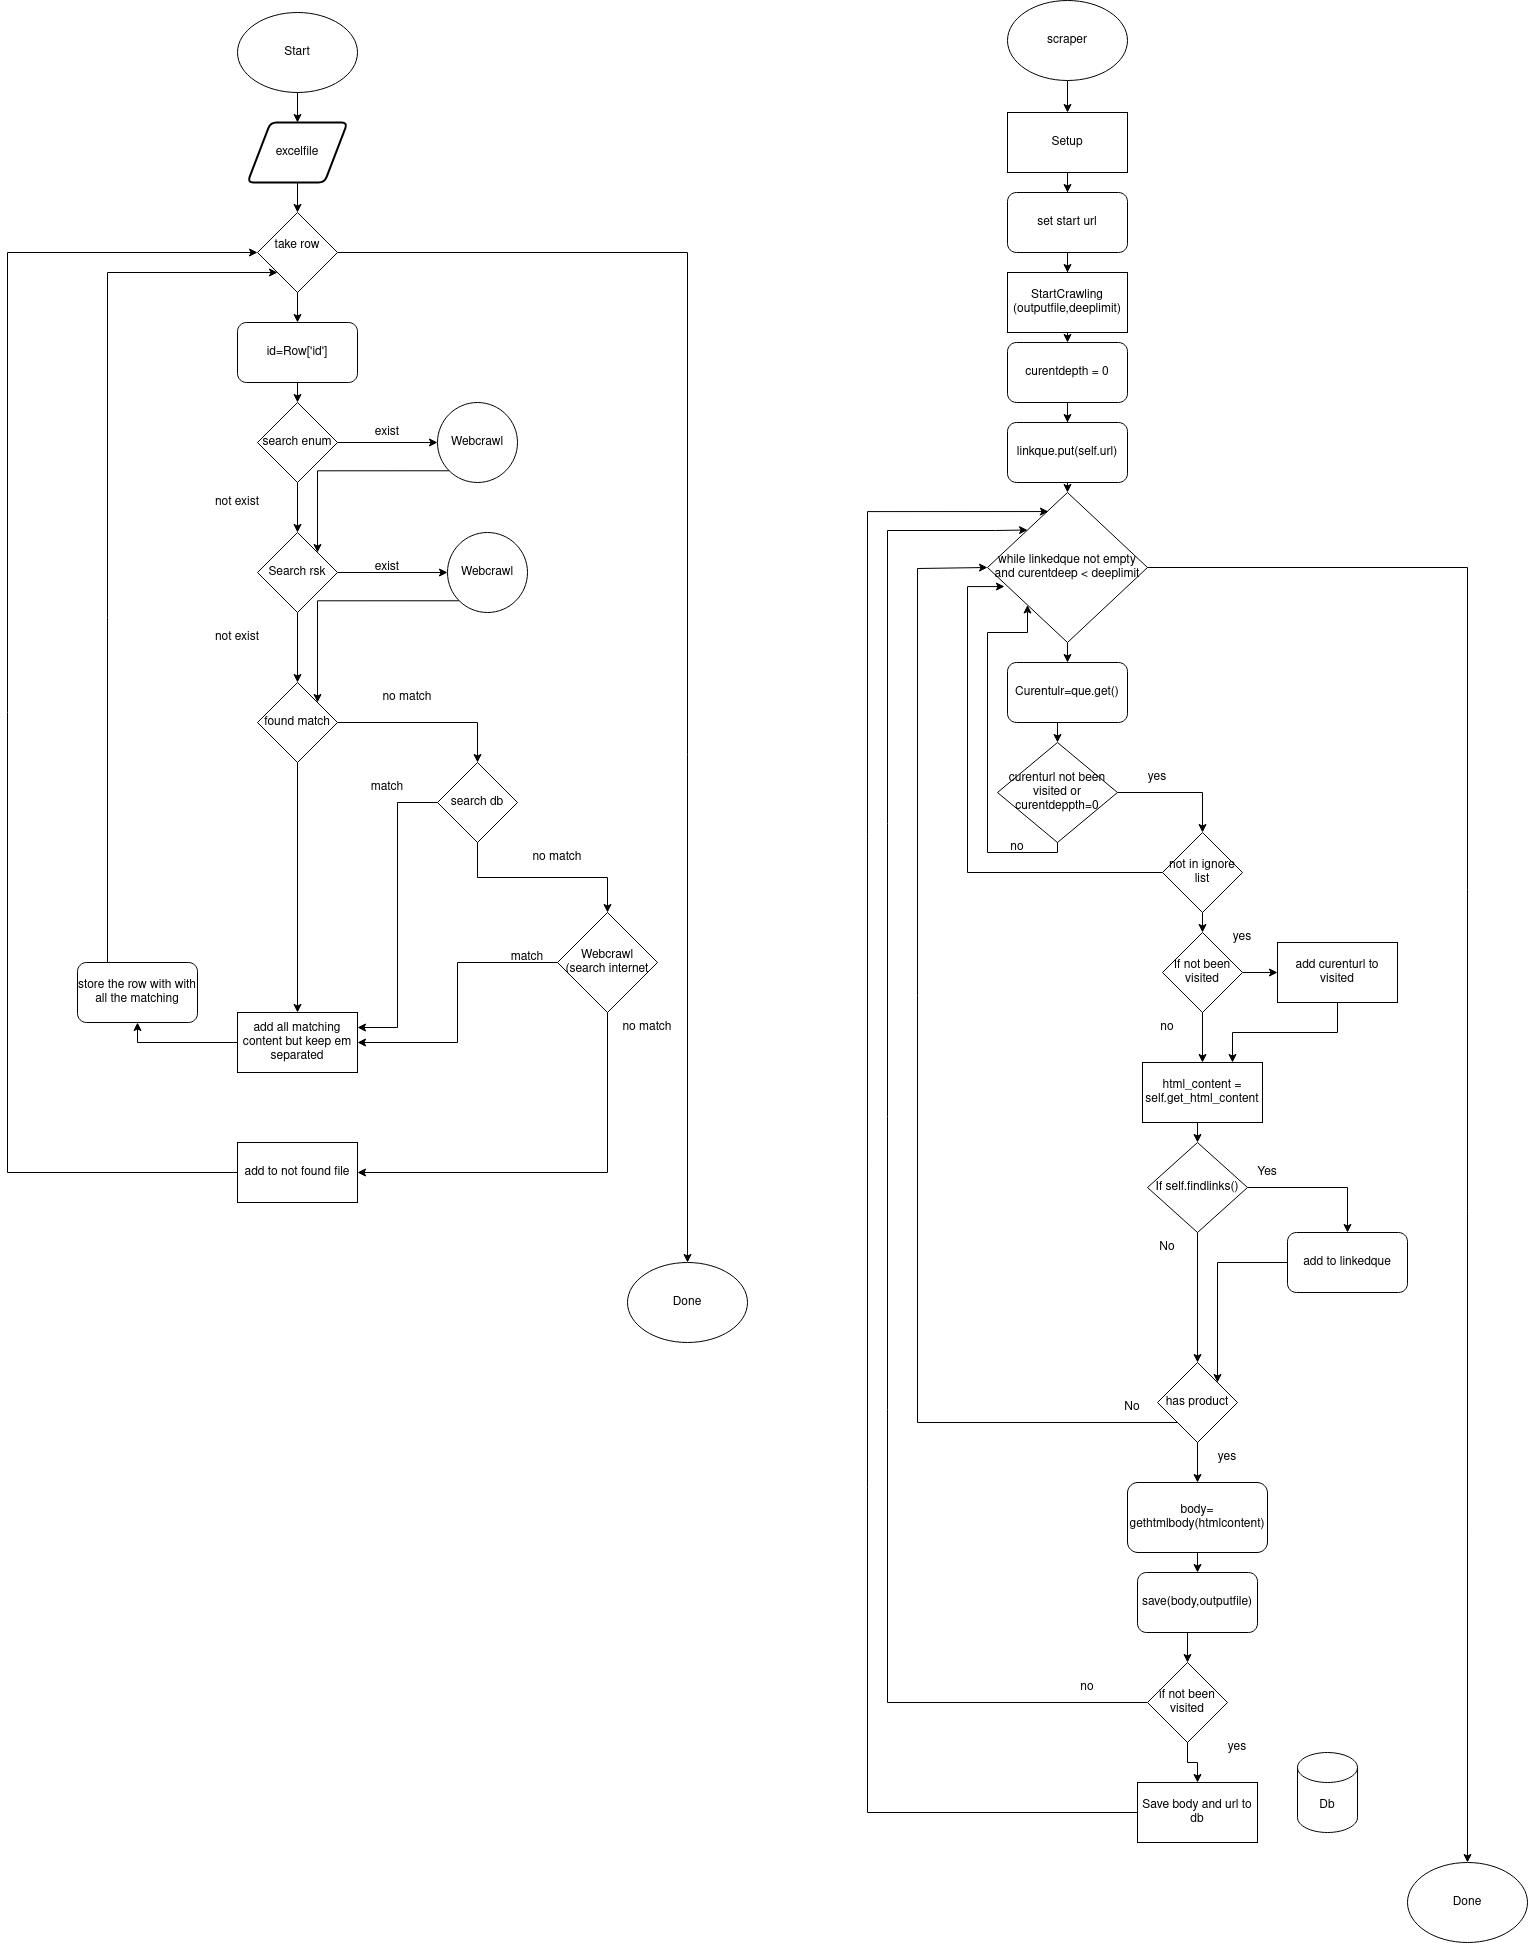 Start
excelfile
take row
id=Row['id']
search enum
exist
Webcrawl
not exist
Search rsk
exist
Webcrawl
not exist
found match
no match
match
search db
no match
match
Webcrawl
(search internet
no match
store the row with with
all the matching
add all matching
content but keep em
separated
add to not found file
Done
scraper
Setup
set start url
StartCrawling
(outputfile,deeplimit)
curentdepth = 0
linkque.put(self.url)
while linkedque not empty
and curentdeep < deeplimit
Curentulr=que.get()
curenturl not been
visited or
curentdeppth=0
yes
no
not in ignore
list
yes
If not been
visited
add curenturl to
visited
no
html_content =
self.get_html_content
If self.findlinks()
Yes
No
add to linkedque
has product
No
yes
body=
gethtmlbody(htmlcontent)
save(body,outputfile)
no
if not been
visited
yes
Save body and url to
db
Db
Done